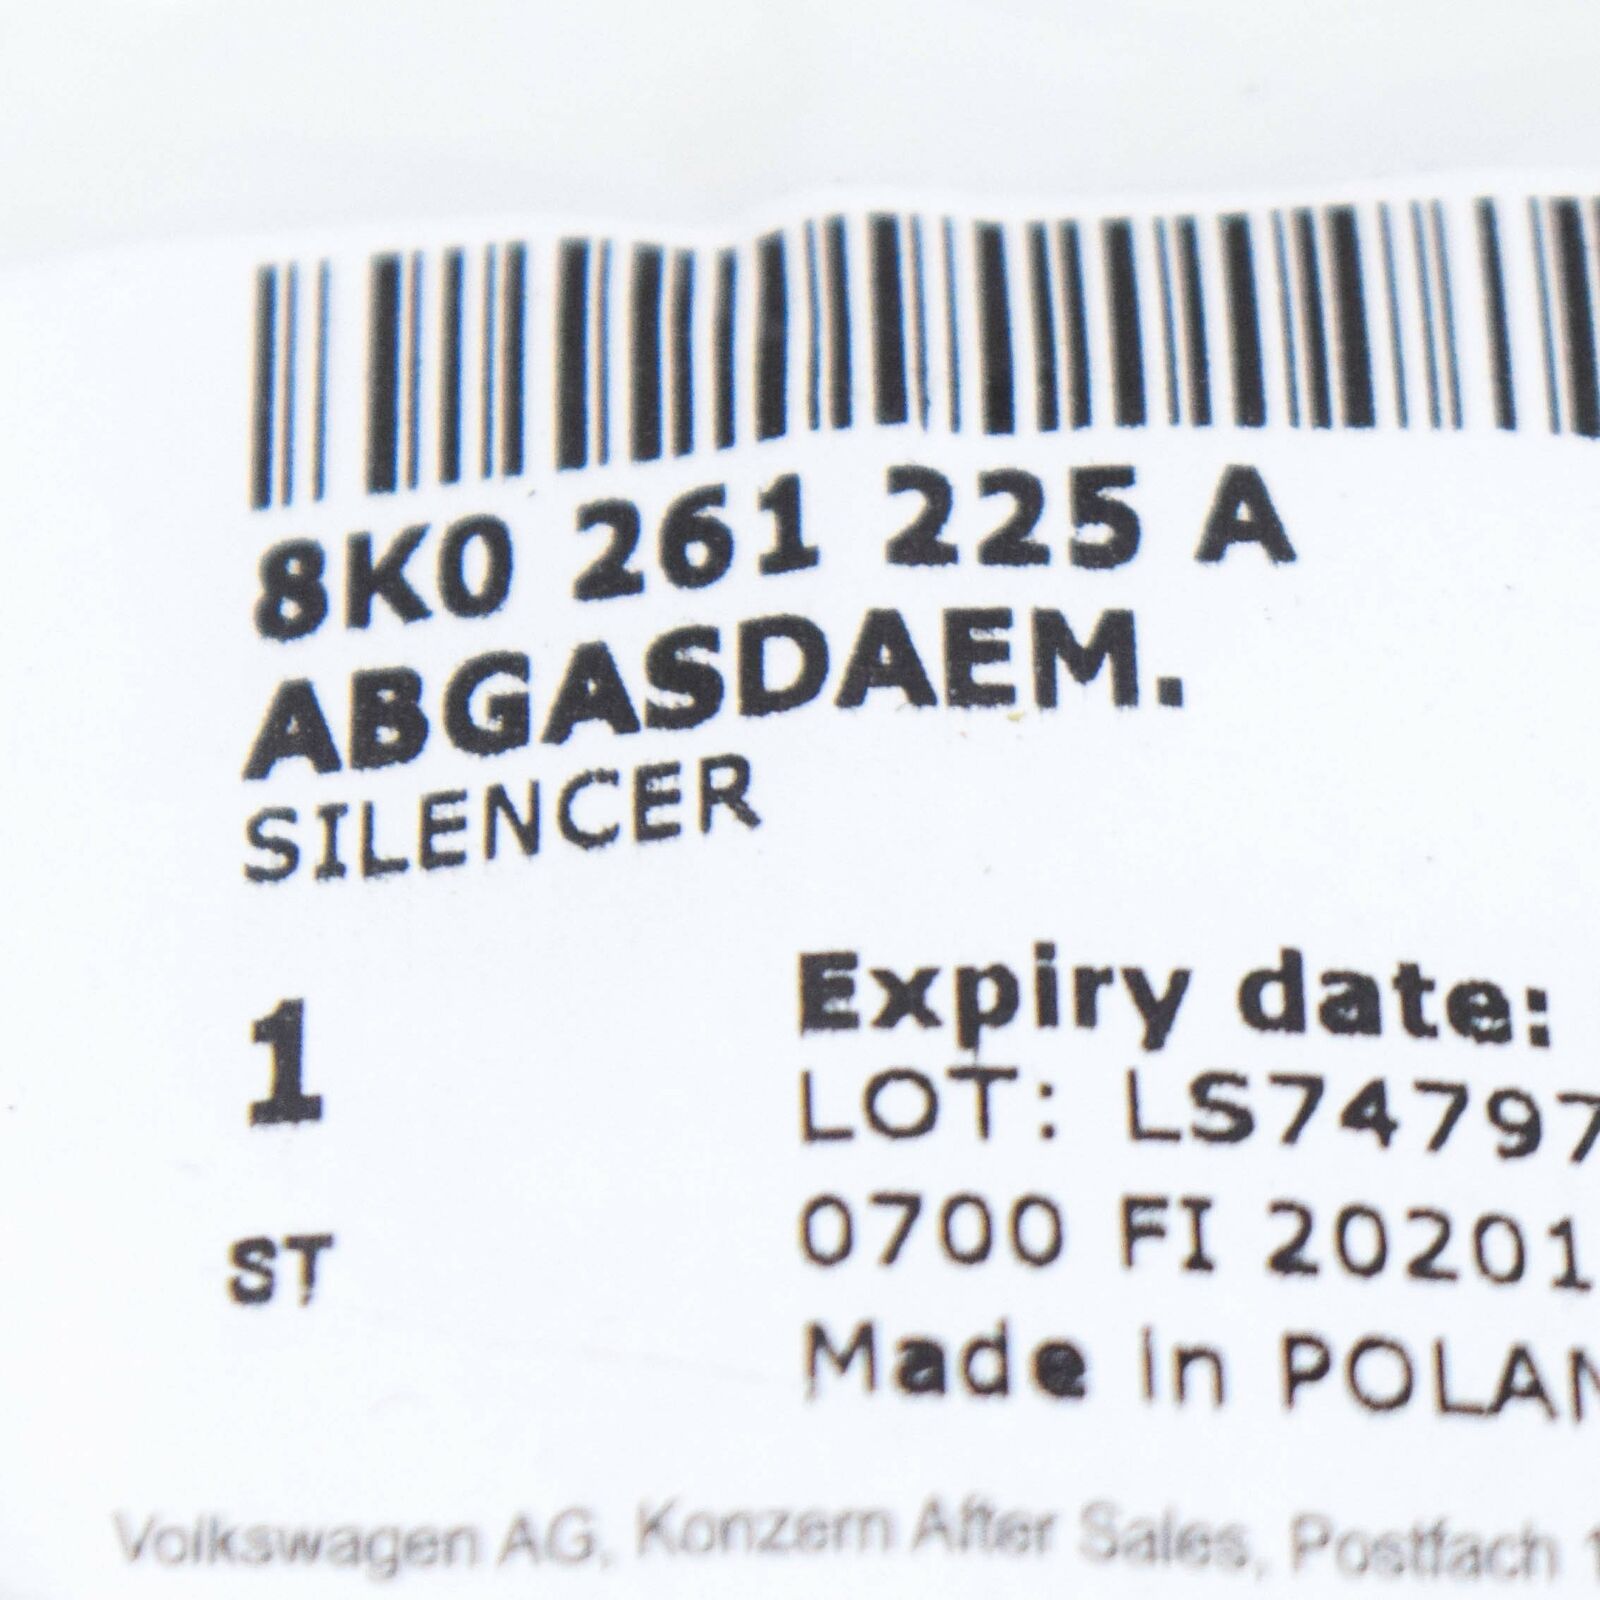 8K0 261 225 A
ABGASDAEM.
SILENCER
1
Expiry date:
LOT: LS74797
0700 FI 20201
ST
Made in POLAN
Volkswagen AG, Konzern After Sales, Postfach 1